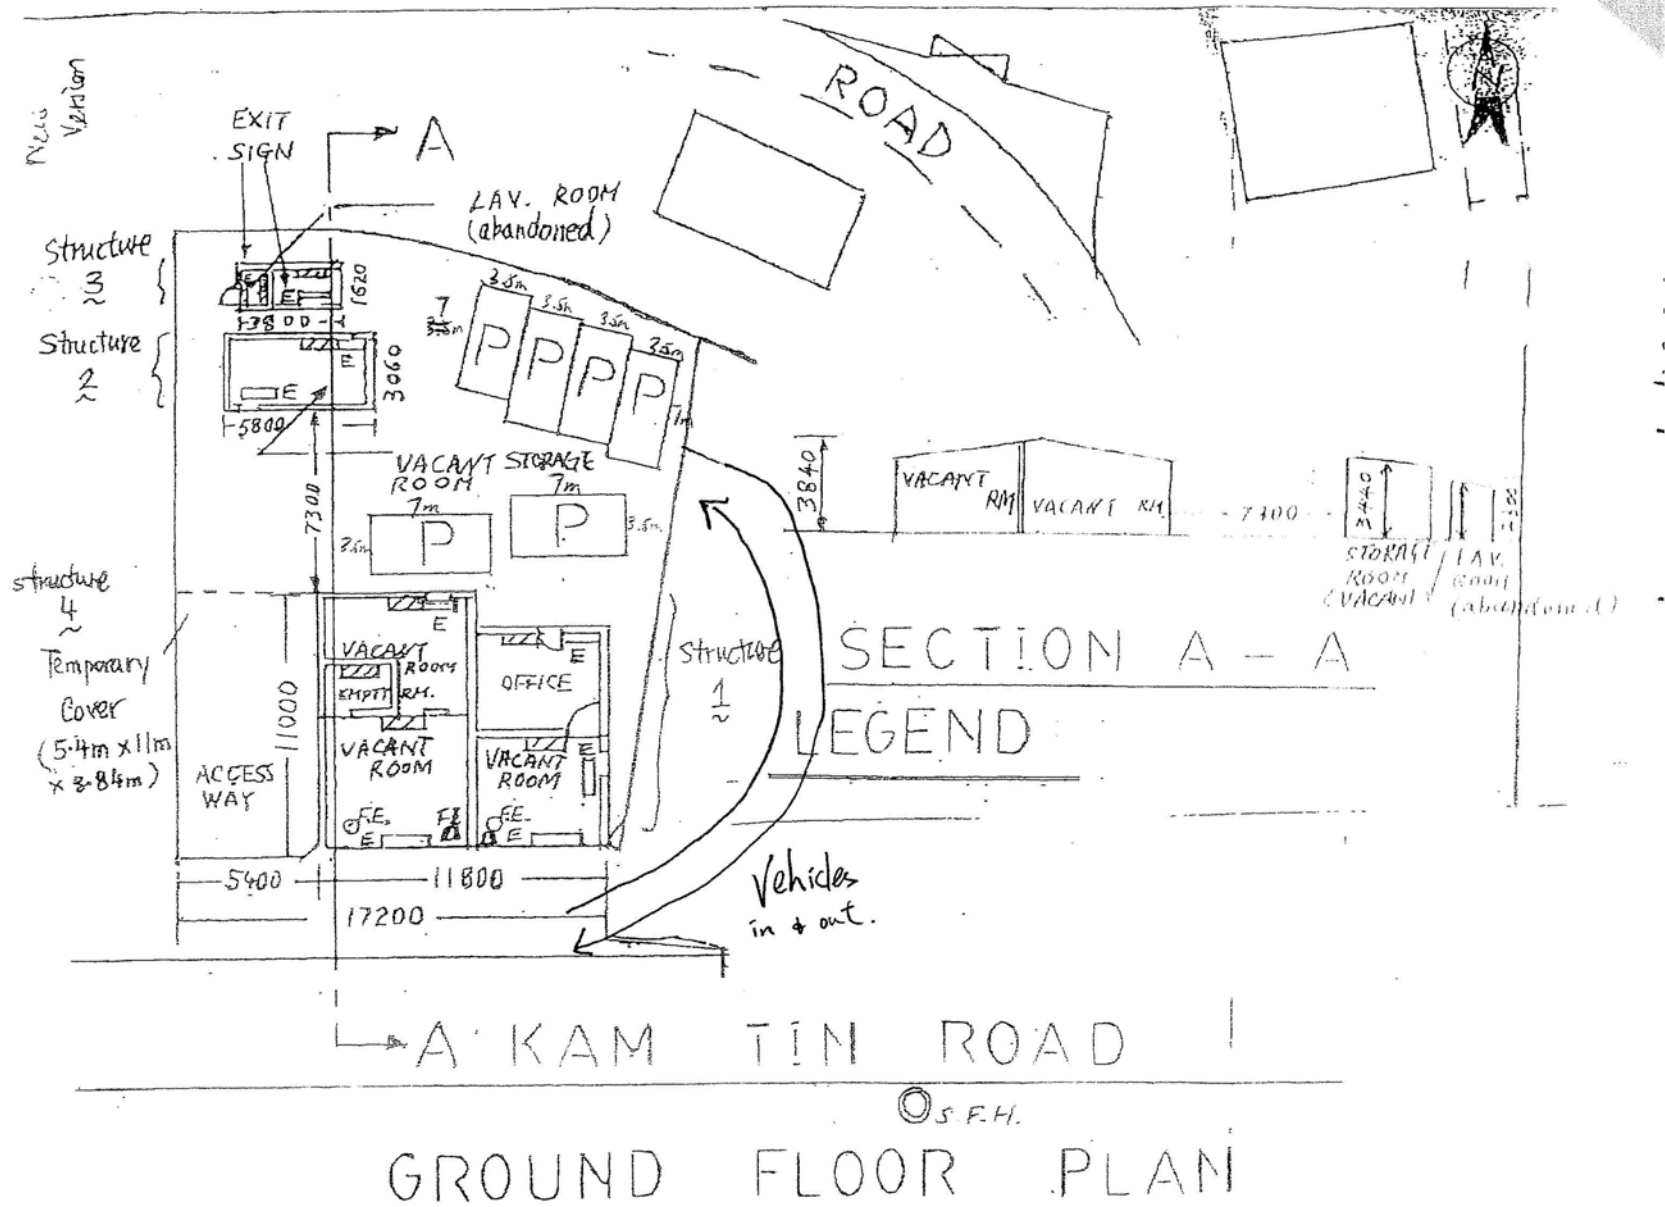 New
Version
EXIT
SIGN
A
LAV. ROOM
(abandoned)
ROAD
N
Structure
3
E
E
1620
3800
Structure
2
E
E
3060
5800
7
3.5m
3.5m
3.5m
3.5m
3.5m
P
P
P
P
7m
VACANT STORAGE
ROOM
7m
7m
P
P
3.5m
3.5m
7300
structure
4
Temporary
Cover
(5.4m x 11m
x 3.84m)
ACCESS
WAY
11000
VACANT
ROOM
E
EMPTY RM.
OFFICE
E
VACANT
ROOM
VACANT
ROOM
E
F.E.
E
F.E.
F.E.
E
Structure
1
5400
11800
17200
Vehicles
in & out.
3840
VACANT
RM
VACANT RM.
7300
3440
STORAGE
ROOM
(VACANT)
LAV.
ROOM
(abandoned)
SECTION A - A
LEGEND
A
KAM TIN ROAD
S.F.H.
GROUND FLOOR PLAN